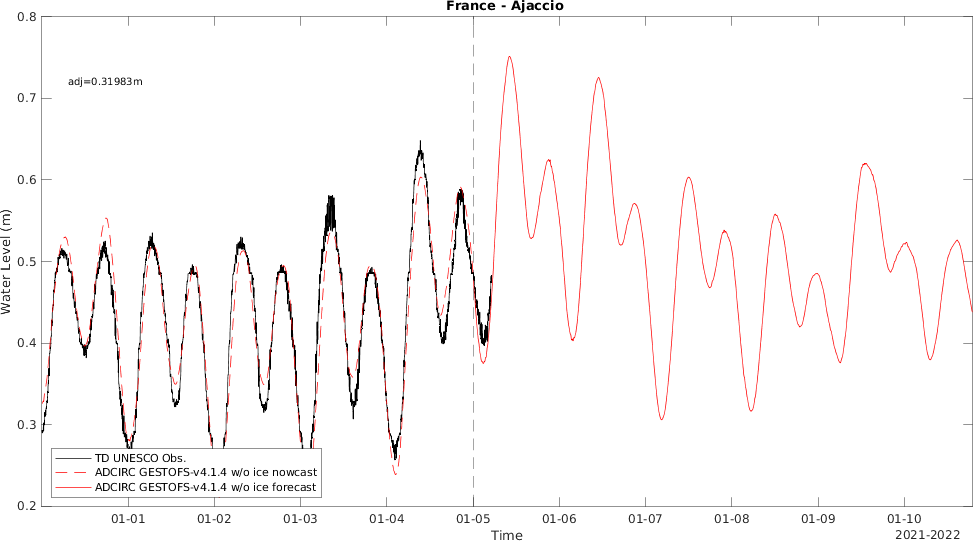 France - Ajaccio
0.8
0.7
0.6
0.5
0.4
0.3
0.2
Water Level (m)
adj=0.31983m
TD UNESCO Obs.
ADCIRC GESTOFS-v4.1.4 w/o ice nowcast
ADCIRC GESTOFS-v4.1.4 w/o ice forecast
01-01 01-02 01-03 01-04 01-05 01-06 01-07 01-08 01-09 01-10
Time
2021-2022